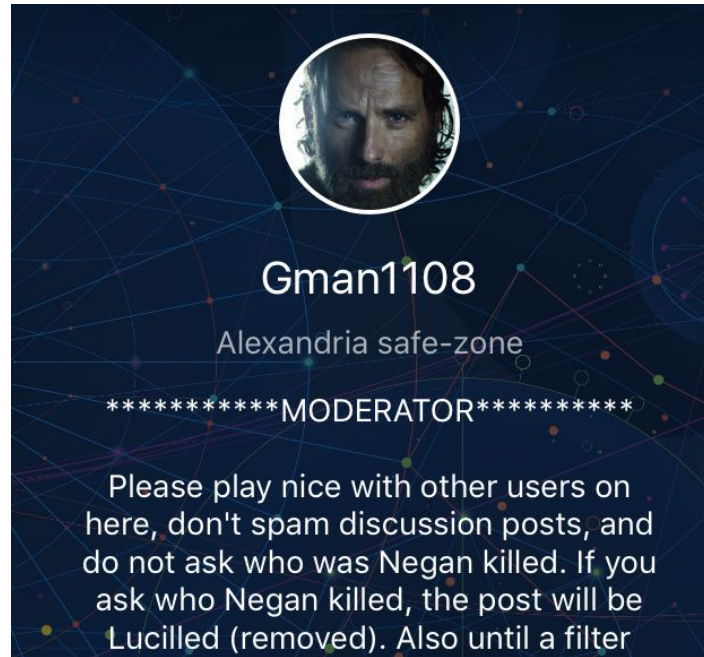 Gman1108
Alexandria safe-zone
***********MODERATOR**********
Please play nice with other users on
here, don't spam discussion posts, and
do not ask who was Negan killed. If you
ask who Negan killed, the post will be
Lucilled (removed). Also until a filter